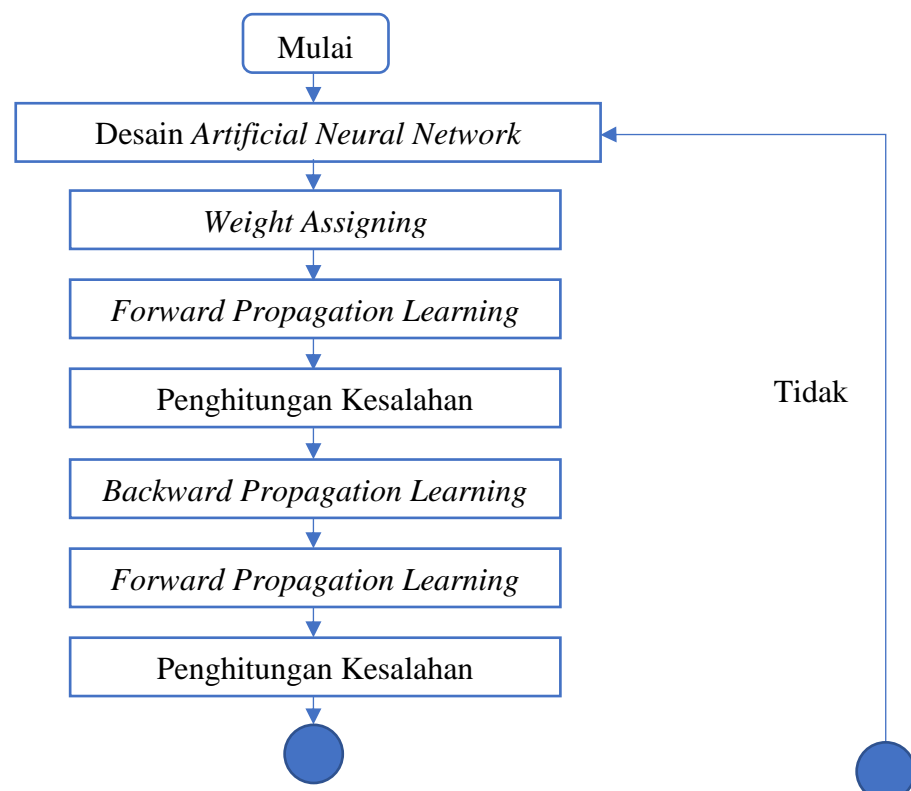 Mulai
Desain Artificial Neural Network
Weight Assigning
Forward Propagation Learning
Penghitungan Kesalahan
Tidak
Backward Propagation Learning
Forward Propagation Learning
Penghitungan Kesalahan